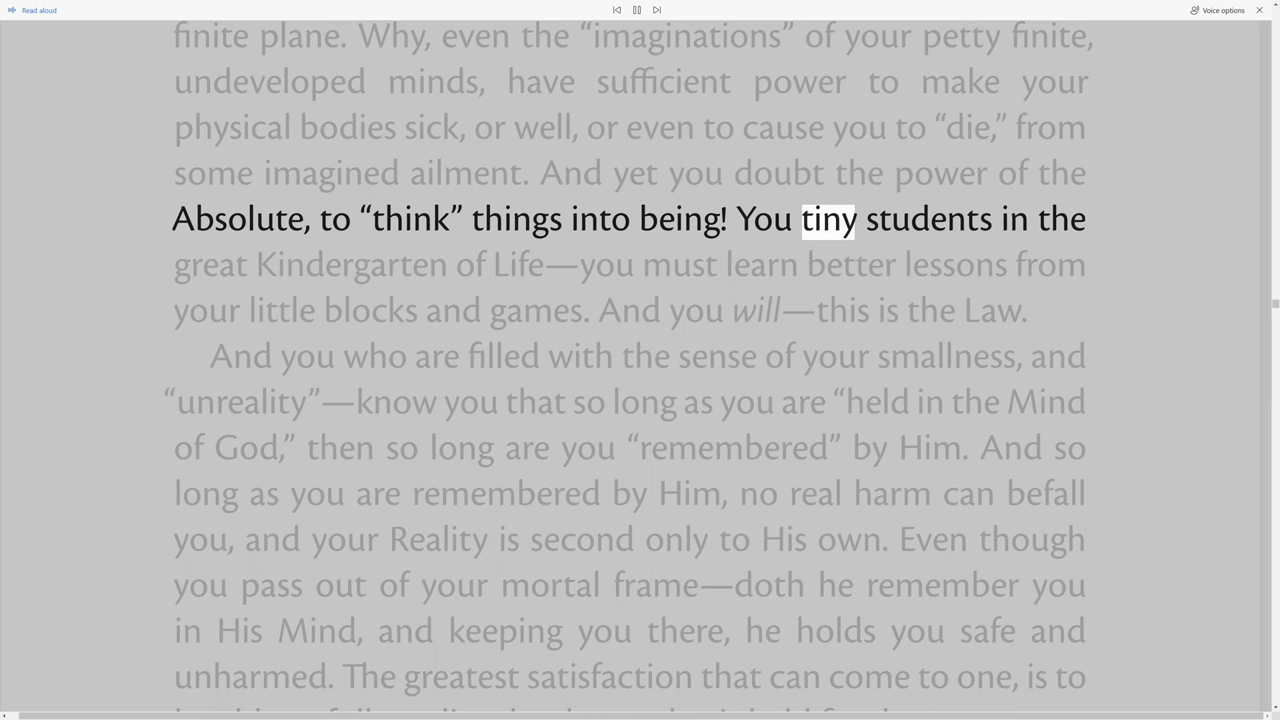 Read aloud
Voice options
finite plane. Why, even the “imaginations” of your petty finite,
undeveloped minds, have sufficient power to make your
physical bodies sick, or well, or even to cause you to “die,” from
some imagined ailment. And yet you doubt the power of the
Absolute, to “think” things into being! You tiny students in the
great Kindergarten of Life—you must learn better lessons from
your little blocks and games. And you will—this is the Law.
And you who are filled with the sense of your smallness, and
“unreality”—know you that so long as you are “held in the Mind
of God,” then so long are you “remembered” by Him. And so
long as you are remembered by Him, no real harm can befall
you, and your Reality is second only to His own. Even though
you pass out of your mortal frame—doth he remember you
in His Mind, and keeping you there, he holds you safe and
unharmed. The greatest satisfaction that can come to one, is to